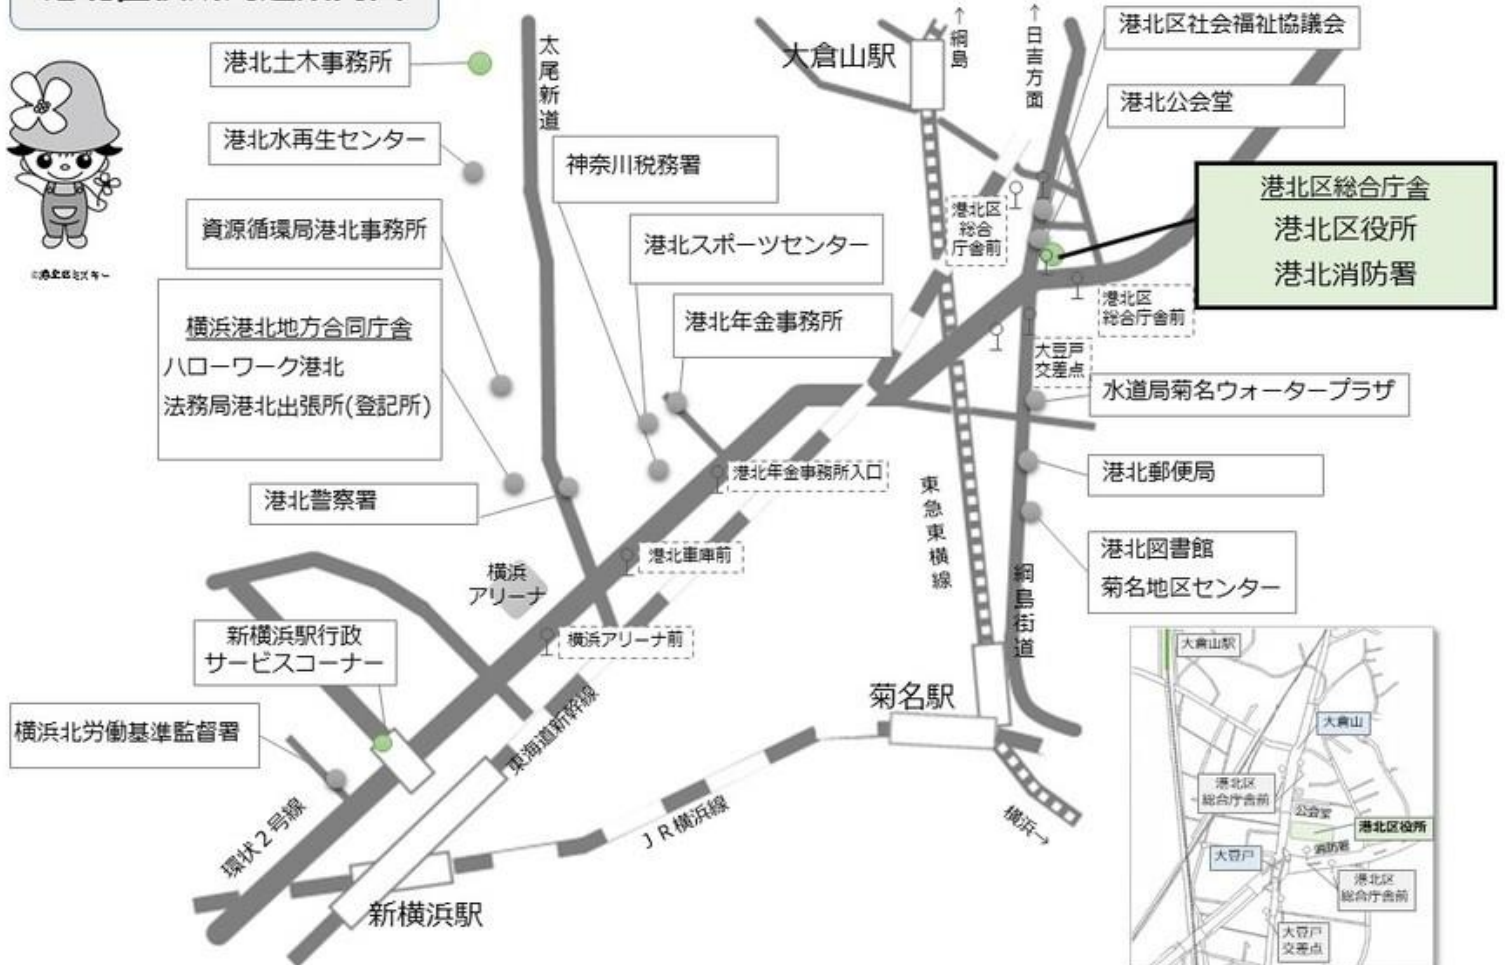 港北土木事務所
港北水再生センター
資源循環局港北事務所
横浜港北地方合同庁舎
ハローワーク港北
法務局港北出張所(登記所)
港北警察署
新横浜駅行政
サービスコーナー
横浜北労働基準監督署
太尾新道
神奈川税務署
港北スポーツセンター
港北年金事務所
大倉山駅
↑綱島
↑日吉方面
港北区社会福祉協議会
港北公会堂
港北区総合庁舎
港北区役所
港北消防署
港北区
総合
庁舎前
港北区
総合庁舎前
大豆戸
交差点
水道局菊名ウォータープラザ
港北郵便局
港北図書館
菊名地区センター
港北年金事務所入口
港北車庫前
横浜
アリーナ
横浜アリーナ前
東急東横線
綱島街道
菊名駅
東海道新幹線
JR横浜線
横浜→
環状2号線
新横浜駅
大倉山駅
大倉山
港北区
総合庁舎前
公会堂
港北区役所
消防署
大豆戸
港北区
総合庁舎前
大豆戸
交差点